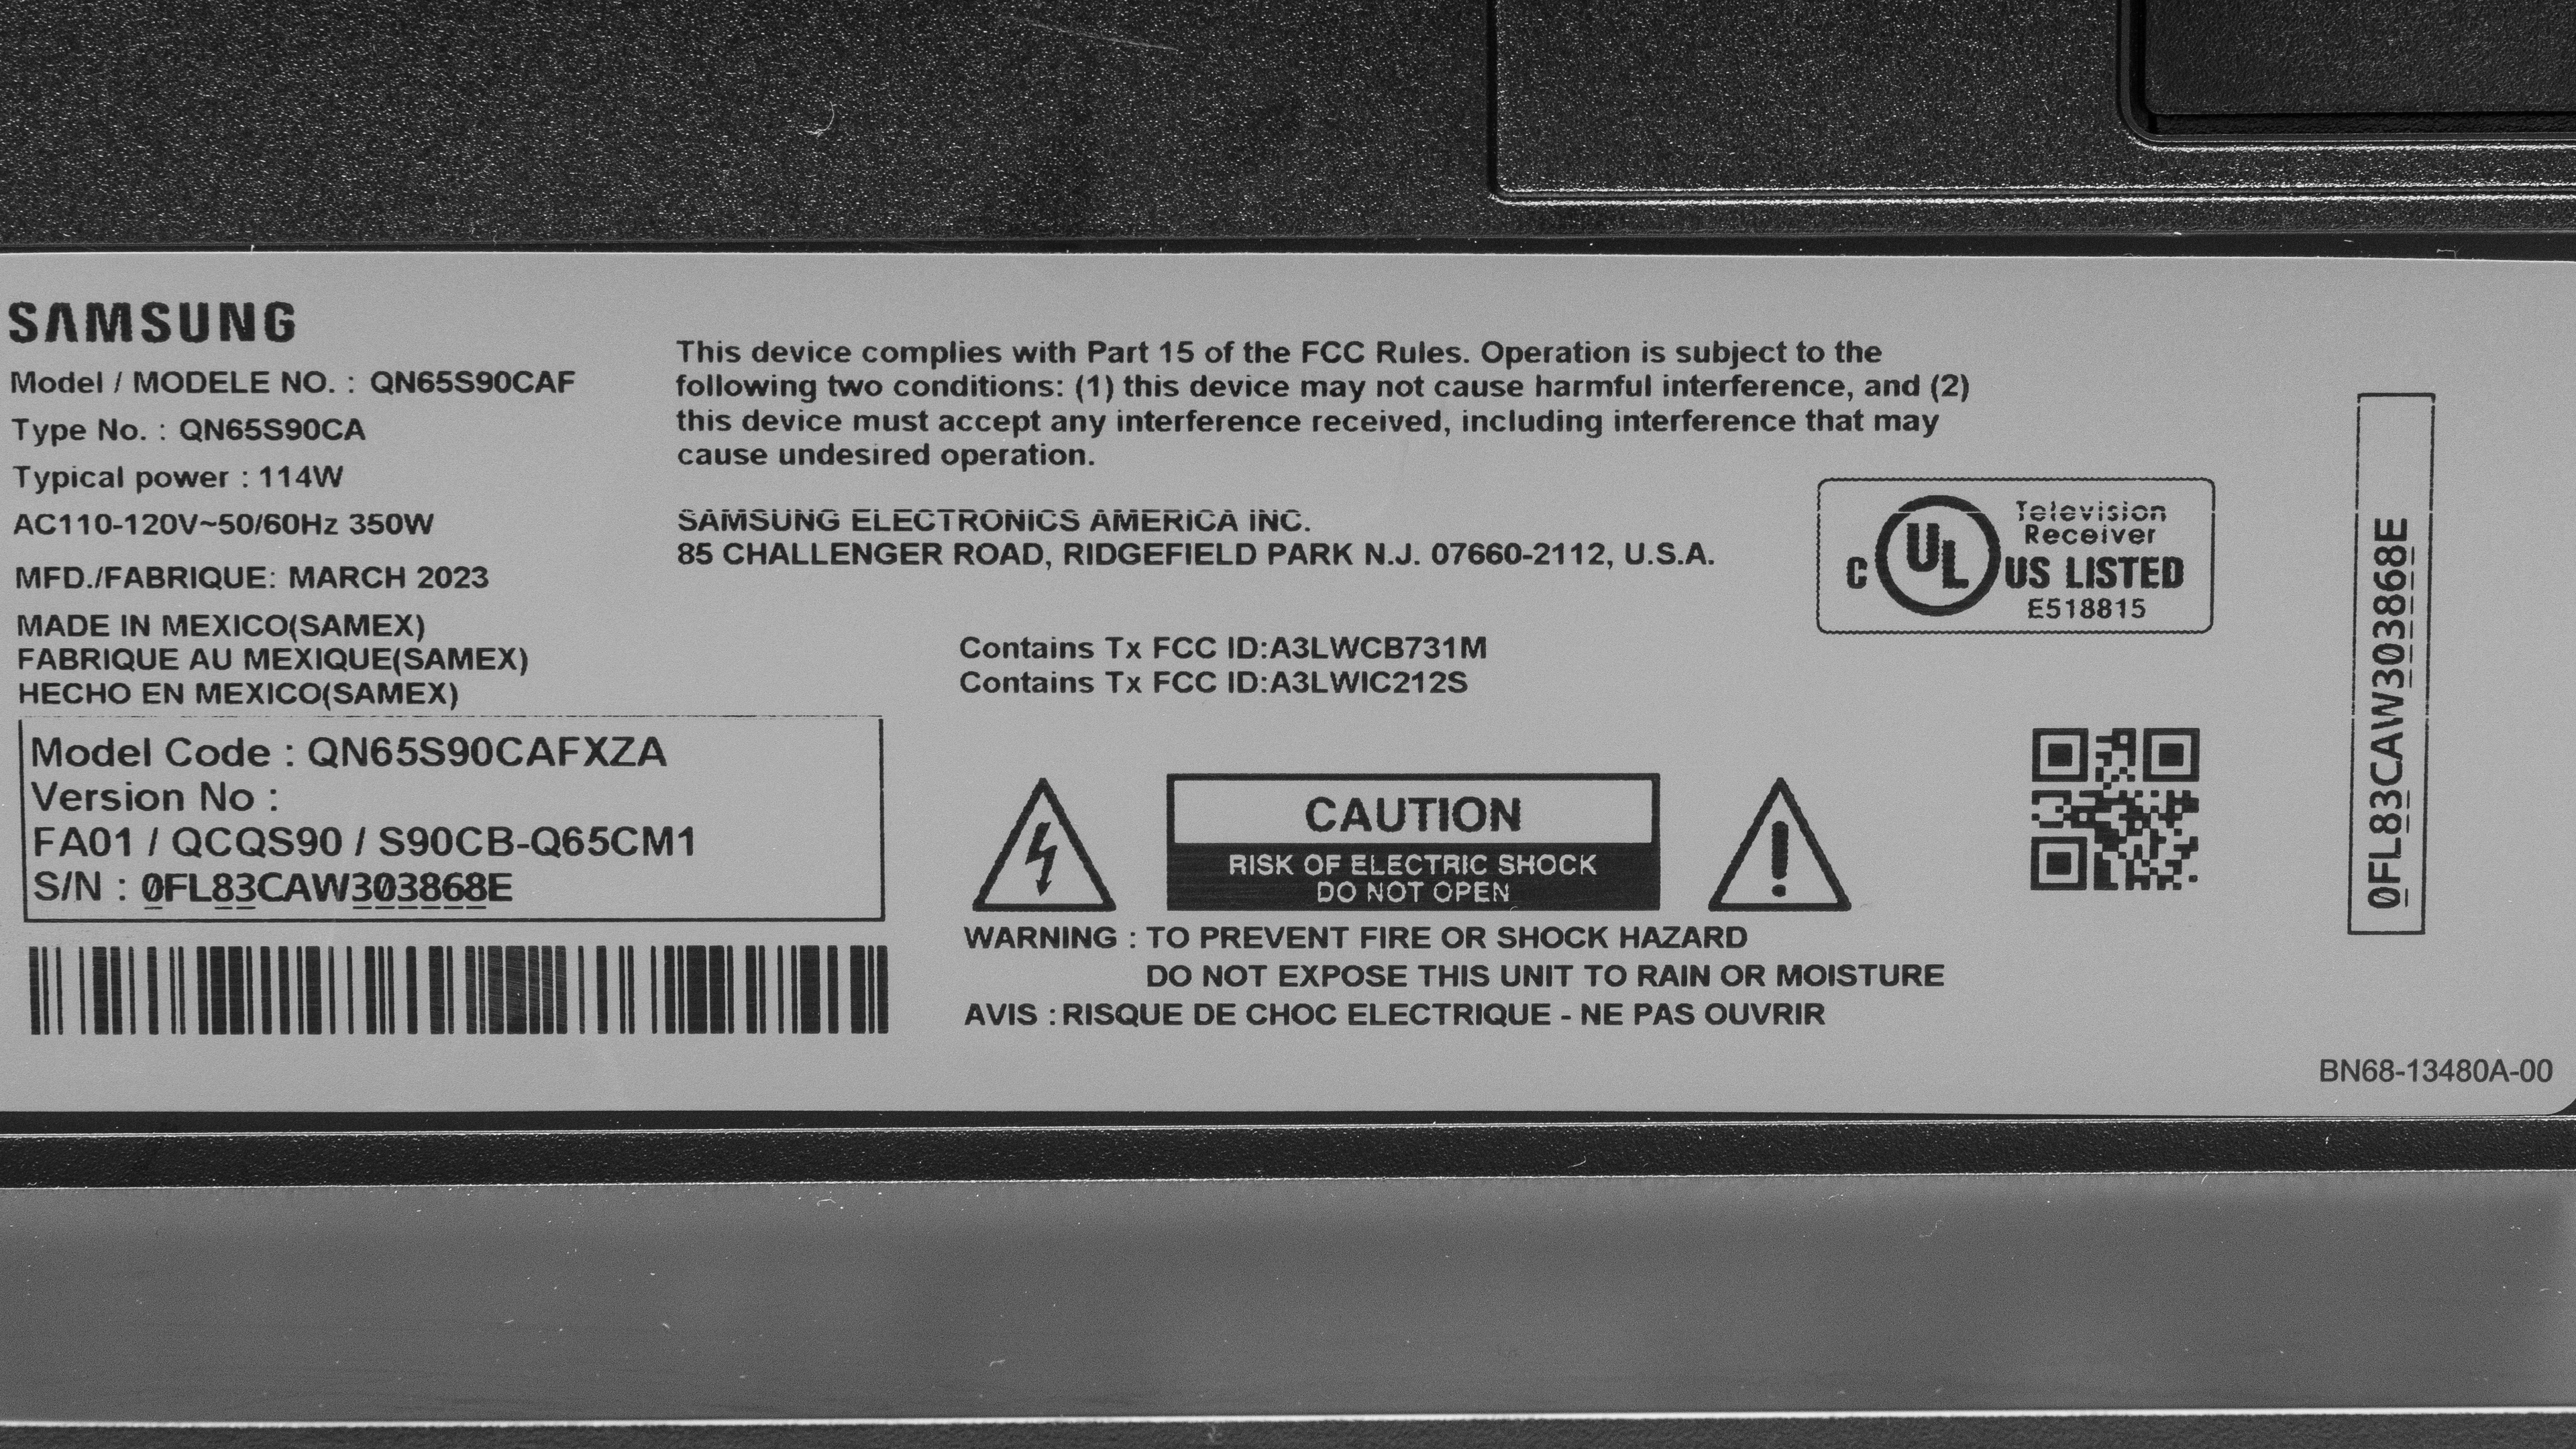 SAMSUNG
Model / MODELE NO. : QN65S90CAF
Type No. : QN65S90CA
Typical power : 114W
AC110-120V~50/60Hz 350W
MFD./FABRIQUE: MARCH 2023
MADE IN MEXICO(SAMEX)
FABRIQUE AU MEXIQUE(SAMEX)
HECHO EN MEXICO(SAMEX)
Model Code : QN65S90CAFXZA
Version No :
FA01 / QCQS90 / S90CB-Q65CM1
S/N : 0FL83CAW303868E
This device complies with Part 15 of the FCC Rules. Operation is subject to the
following two conditions: (1) this device may not cause harmful interference, and (2)
this device must accept any interference received, including interference that may
cause undesired operation.
SAMSUNG ELECTRONICS AMERICA INC.
85 CHALLENGER ROAD, RIDGEFIELD PARK N.J. 07660-2112, U.S.A.
Contains Tx FCC ID:A3LWCB731M
Contains Tx FCC ID:A3LWIC212S
CAUTION
RISK OF ELECTRIC SHOCK
DO NOT OPEN
WARNING : TO PREVENT FIRE OR SHOCK HAZARD
DO NOT EXPOSE THIS UNIT TO RAIN OR MOISTURE
AVIS : RISQUE DE CHOC ELECTRIQUE - NE PAS OUVRIR
Television
Receiver
C UL US LISTED
E518815
0FL83CAW303868E
BN68-13480A-00